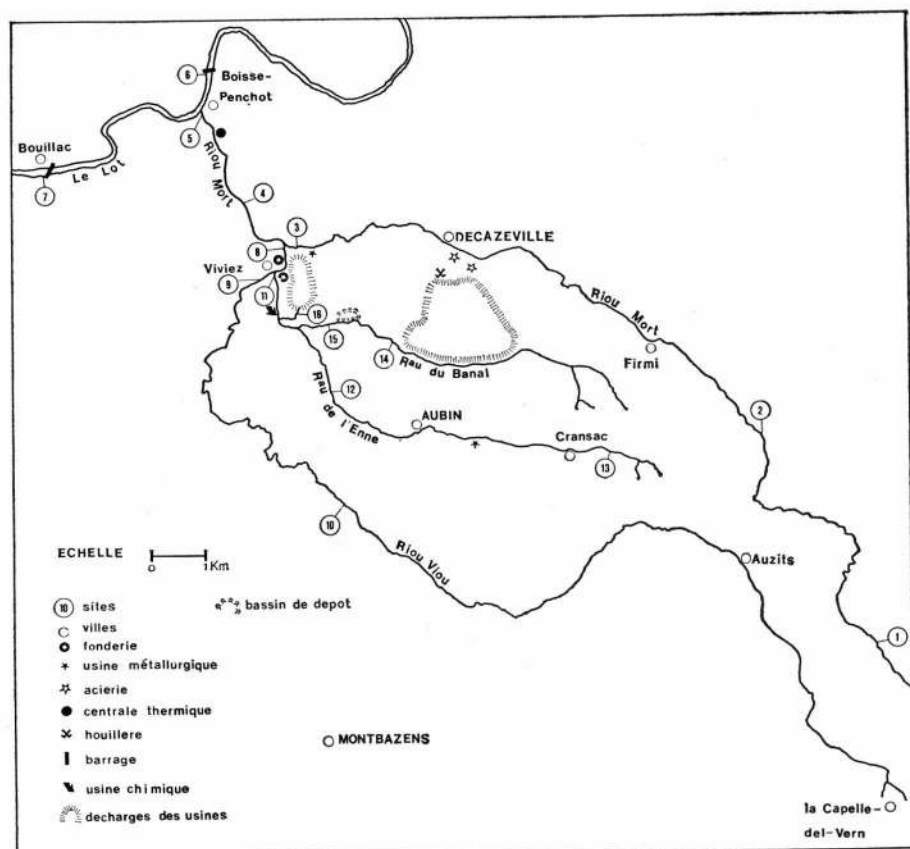 6
Boisse-
Penchot
5
Bouillac
Le Lot
7
Riou Mort
4
3
DECAZEVILLE
8
Viviez
9
11
16
15
14
Rau du Banal
Riou Mort
Firmi
12
Rau de l'Enne
AUBIN
Cransac
13
2
10
Riou Viou
Auzits
1
ECHELLE
0 1Km
10 sites
bassin de depot
villes
fonderie
usine métallurgique
acierie
centrale thermique
houillere
barrage
usine chimique
decharges des usines
MONTBAZENS
la Capelle-
del-Vern